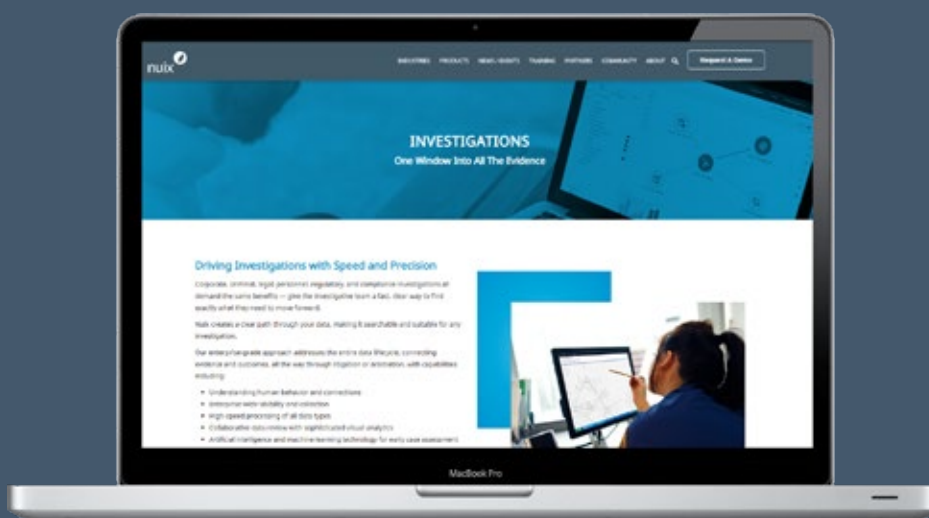 nuix
INDUSTRIES PRODUCTS NEWS / EVENTS TRAINING PARTNERS COMMUNITY ABOUT Request A Demo
INVESTIGATIONS
One Window Into All The Evidence
Driving Investigations with Speed and Precision
Corporate, criminal, legal, personnel, regulatory, and compliance investigations all
demand the same benefits — give the investigative team a fast, clear way to find
exactly what they need to move forward.
Nuix creates a clear path through your data, making it searchable and suitable for any
investigation.
Our enterprise-grade approach addresses the entire data lifecycle, connecting
evidence and outcomes, all the way through litigation or arbitration, with capabilities
including:
• Understanding human behavior and connections
• Enterprise-wide visibility and collection
• High-speed processing of all data types
• Collaborative data review with sophisticated visual analytics
• Artificial intelligence and machine learning technology for early case assessment
MacBook Pro